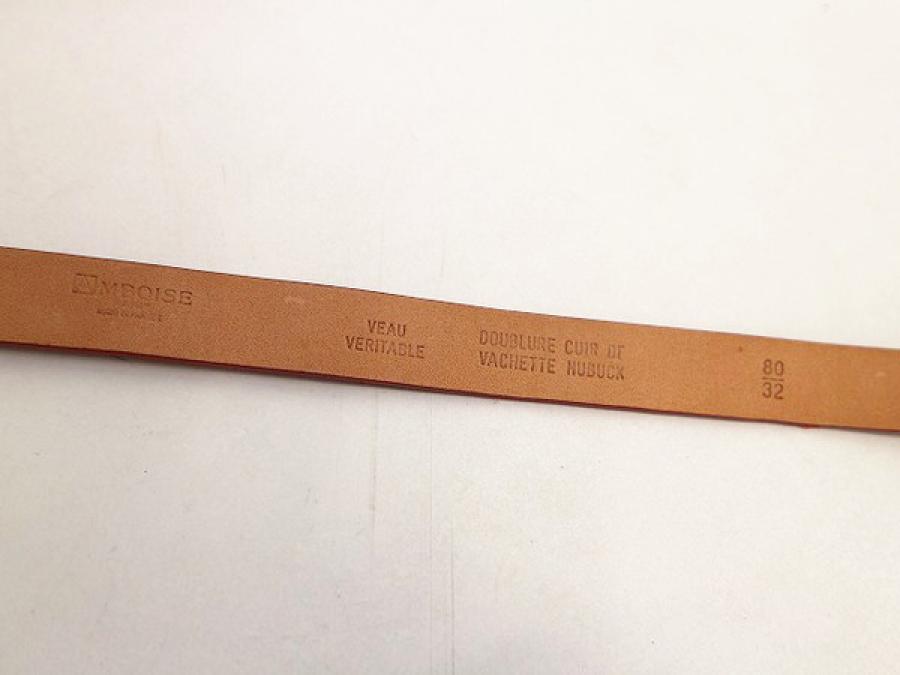 AMBOISE
VEAU
VERITABLE
DOUBLURE CUIR DE
VACHETTE NUBUCK
80
32